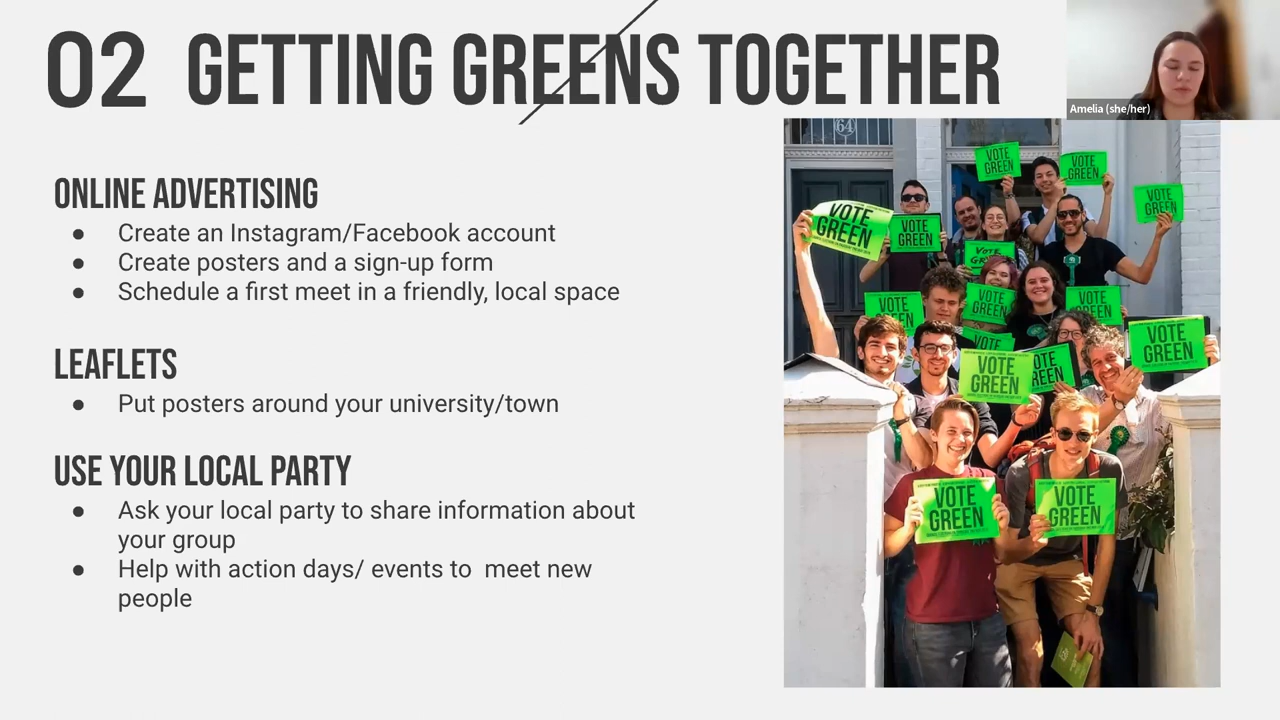 02 GETTING GREENS TOGETHER
Amelia (she/her)
ONLINE ADVERTISING
● Create an Instagram/Facebook account
● Create posters and a sign-up form
● Schedule a first meet in a friendly, local space
LEAFLETS
● Put posters around your university/town
USE YOUR LOCAL PARTY
● Ask your local party to share information about
your group
● Help with action days/ events to  meet new
people
64
VOTE
GREEN
VOTE
GREEN
VOTE
GREEN
VOTE
GREEN
VOTE
GREEN
VOTE
VOTE
GREEN
VOTE
GREEN
VOTE
GREEN
VOTE
GREEN
VOTE
VOTE
GREEN
VOTE
GREEN
VOTE
GREEN
VOTE
GREEN